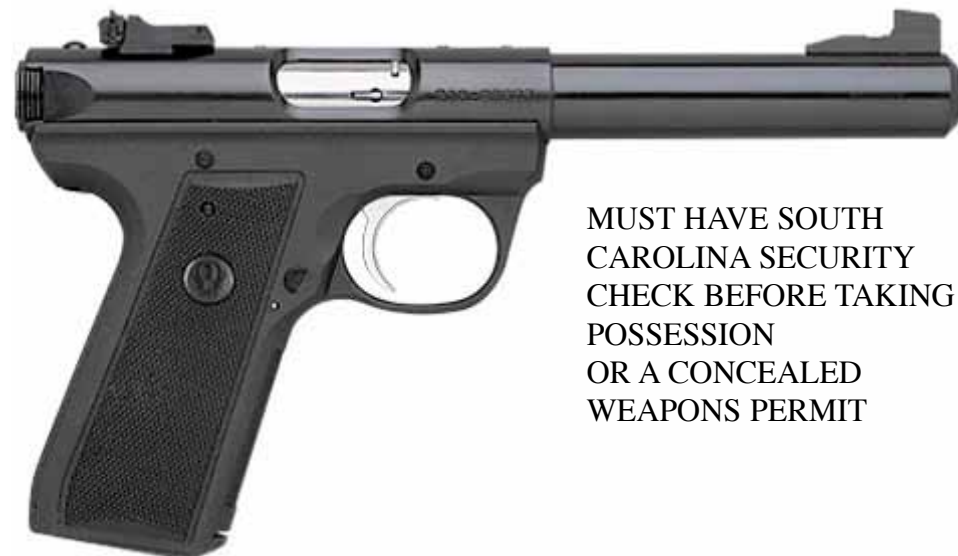 MUST HAVE SOUTH
CAROLINA SECURITY
CHECK BEFORE TAKING
POSSESSION
OR A CONCEALED
WEAPONS PERMIT